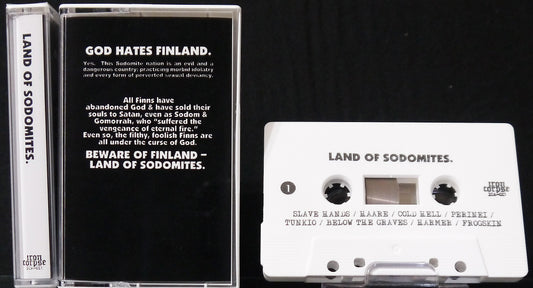 LAND OF SODOMITES.
GOD HATES FINLAND.
Yes. This Sodomite nation is an evil and a
dangerous country; practicing morbid idolatry
and every form of perverted sexual deviancy.
All Finns have
abandoned God & have sold their
souls to Satan, even as Sodom &
Gomorrah, who "suffered the
vengeance of eternal fire."
Even so, the filthy, foolish Finns are
all under the curse of God.
BEWARE OF FINLAND –
LAND OF SODOMITES.
iron
corpse
LAND OF SODOMITES.
1
iron
corpse
SLAVE HANDS / HAARE / COLD HELL / PERINEI /
TUNKIO / BELOW THE GRAVES / HARMER / FROGSKIN